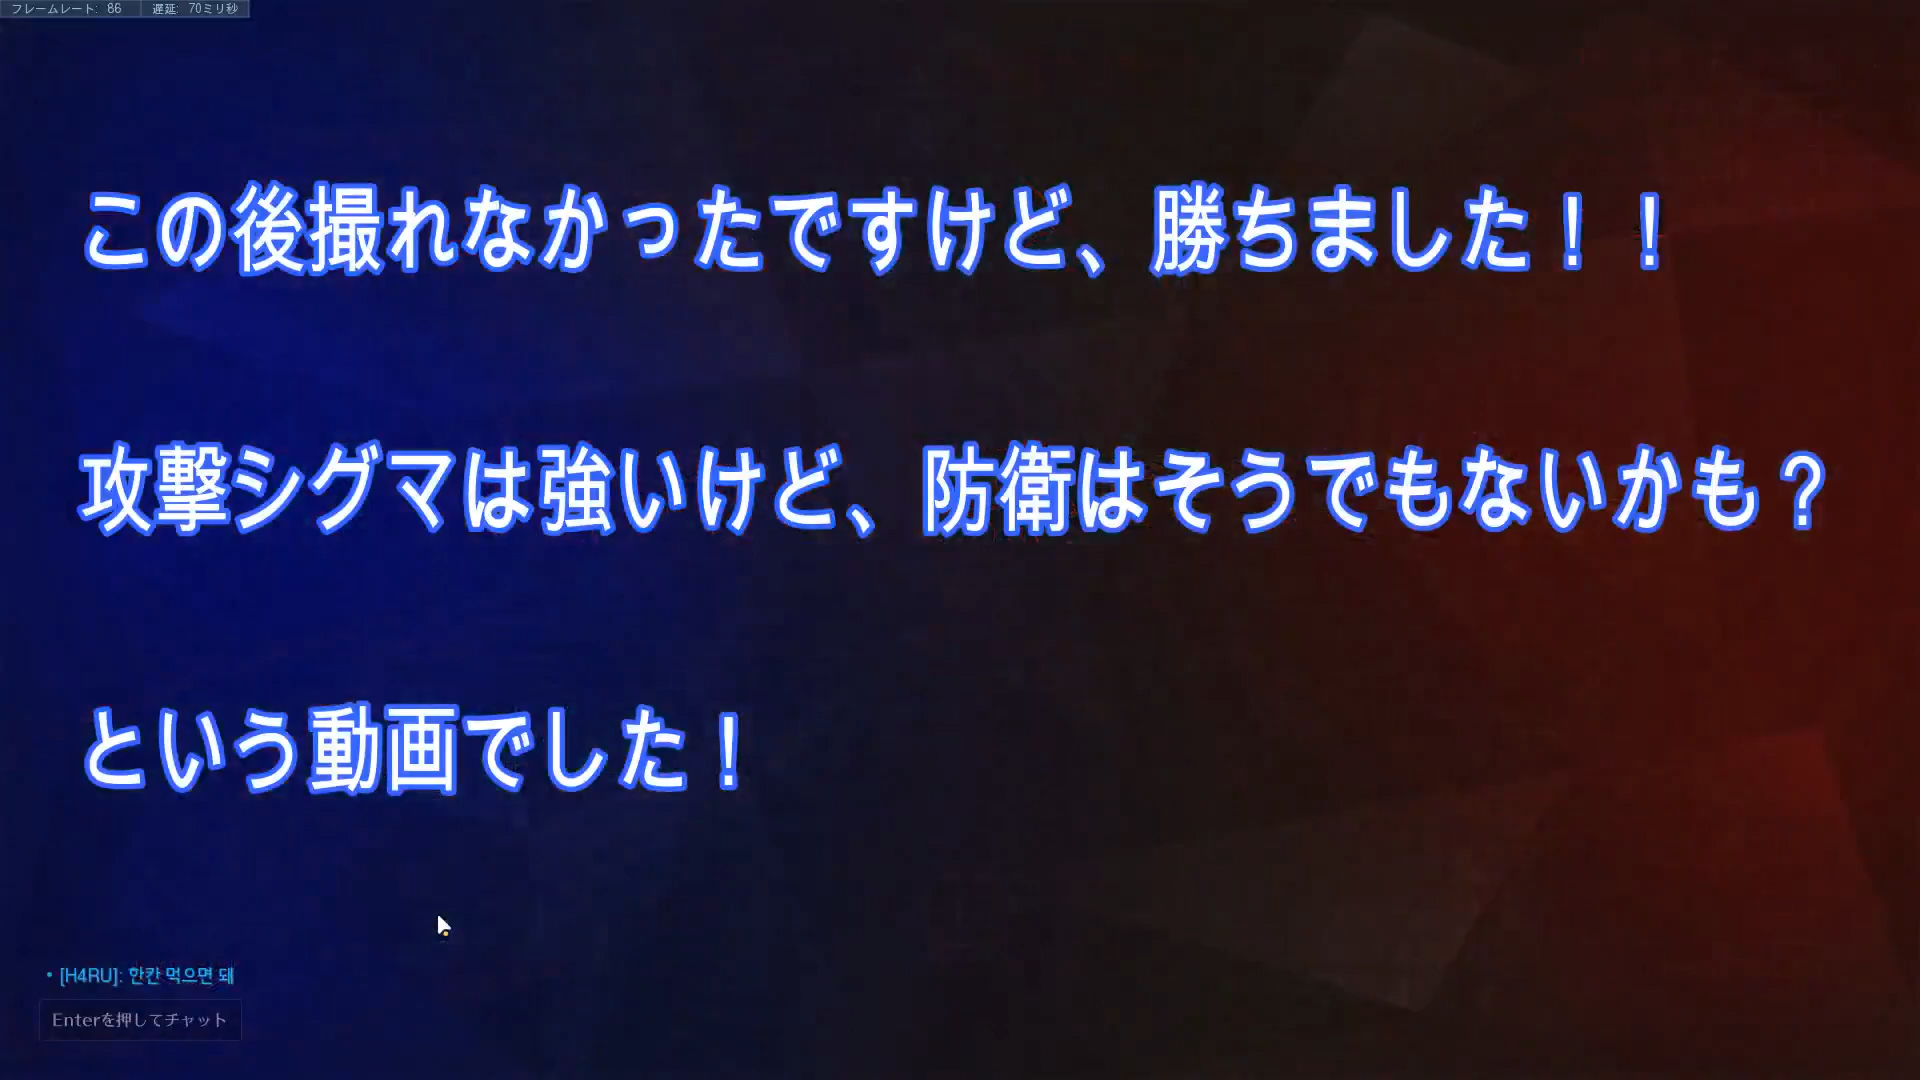 フレームレート: 86 遅延: 70ミリ秒
この後撮れなかったですけど、勝ちました！！
攻撃シグマは強いけど、防衛はそうでもないかも？
という動画でした！
• [H4RU]: 한칸 먹으면 돼
Enterを押してチャット